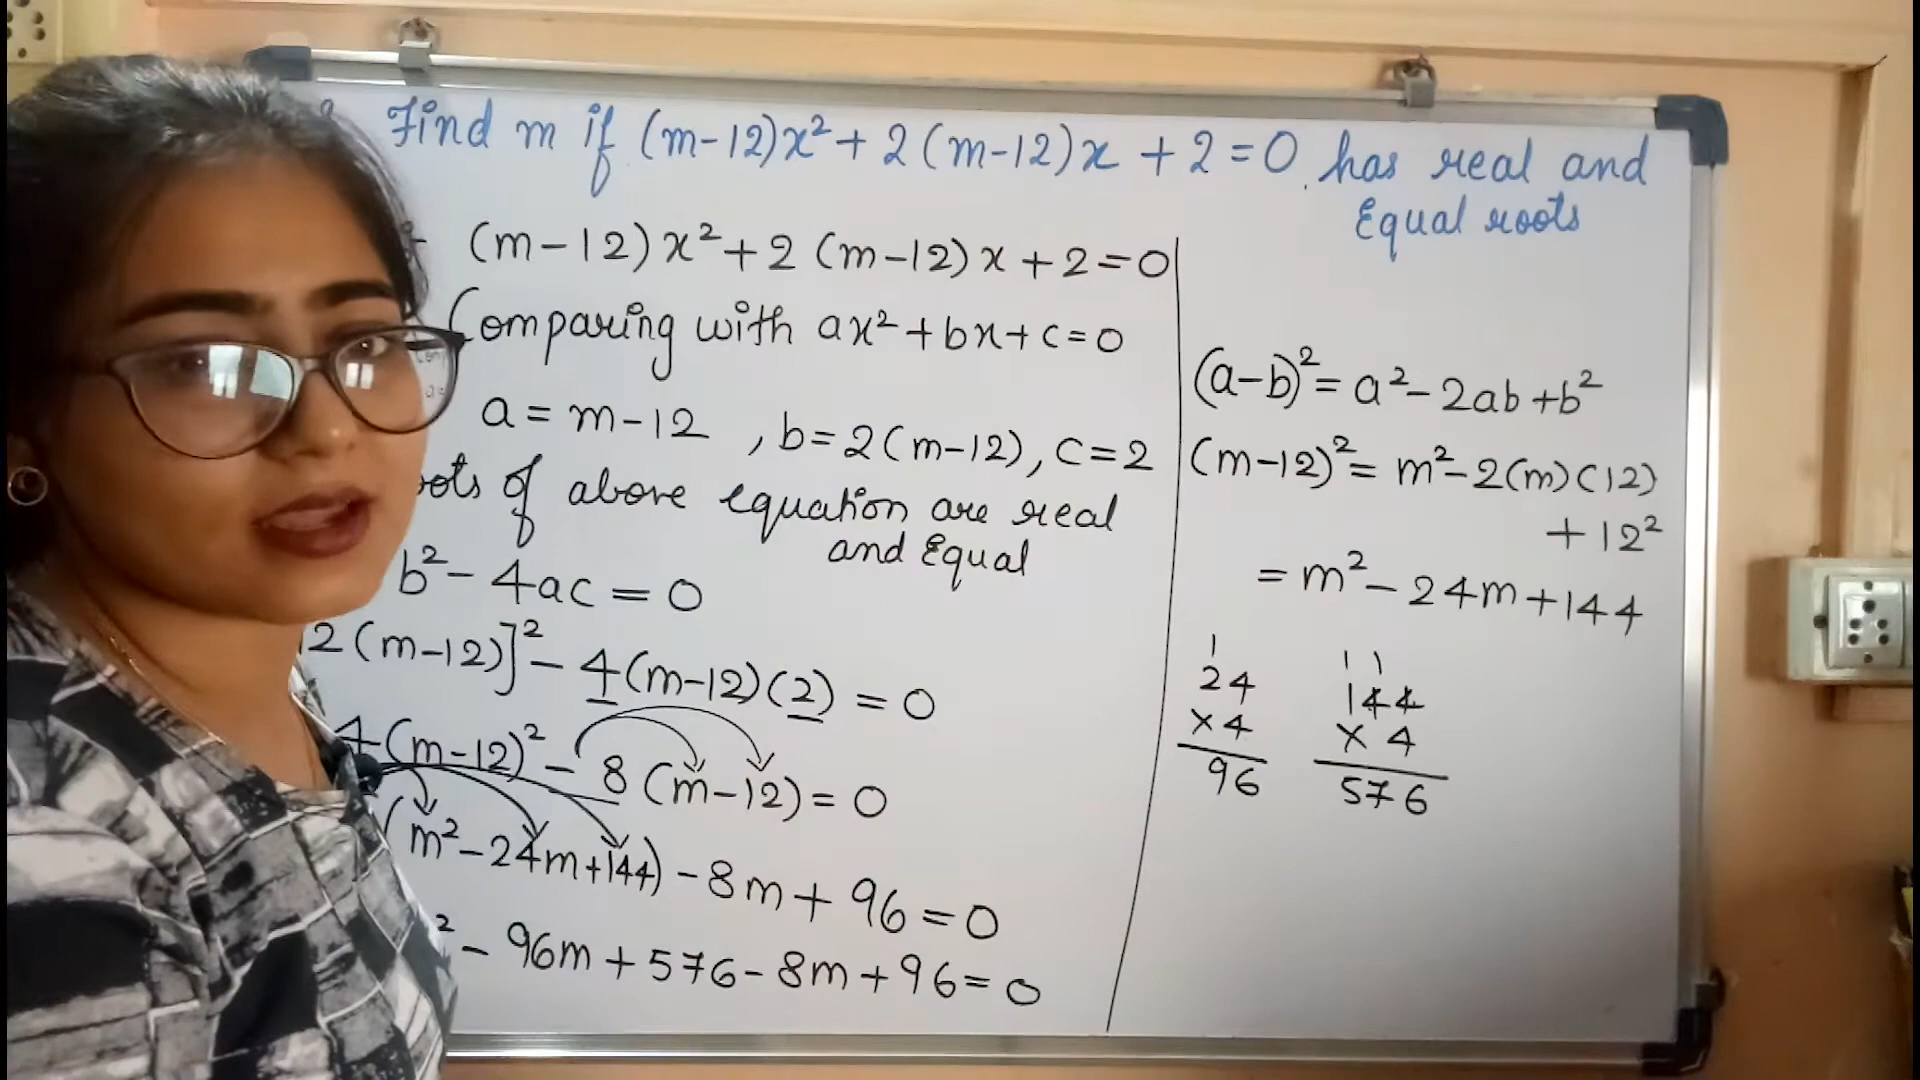 Find m if (m-12)x² + 2(m-12)x + 2 = 0. has real and
Equal roots
(m-12)x² + 2(m-12)x + 2 = 0
Comparing with ax² + bx + c = 0
a = m-12 , b = 2(m-12), c = 2
of above equation are real
and Equal
b² - 4ac = 0
2(m-12)]² - 4(m-12)(2) = 0
4(m-12)² - 8(m-12) = 0
(m² - 24m + 144) - 8m + 96 = 0
² - 96m + 576 - 8m + 96 = 0
(a-b)² = a² - 2ab + b²
(m-12)² = m² - 2(m)(12)
+ 12²
= m² - 24m + 144
1
24
×4
96
1 1
144
× 4
576